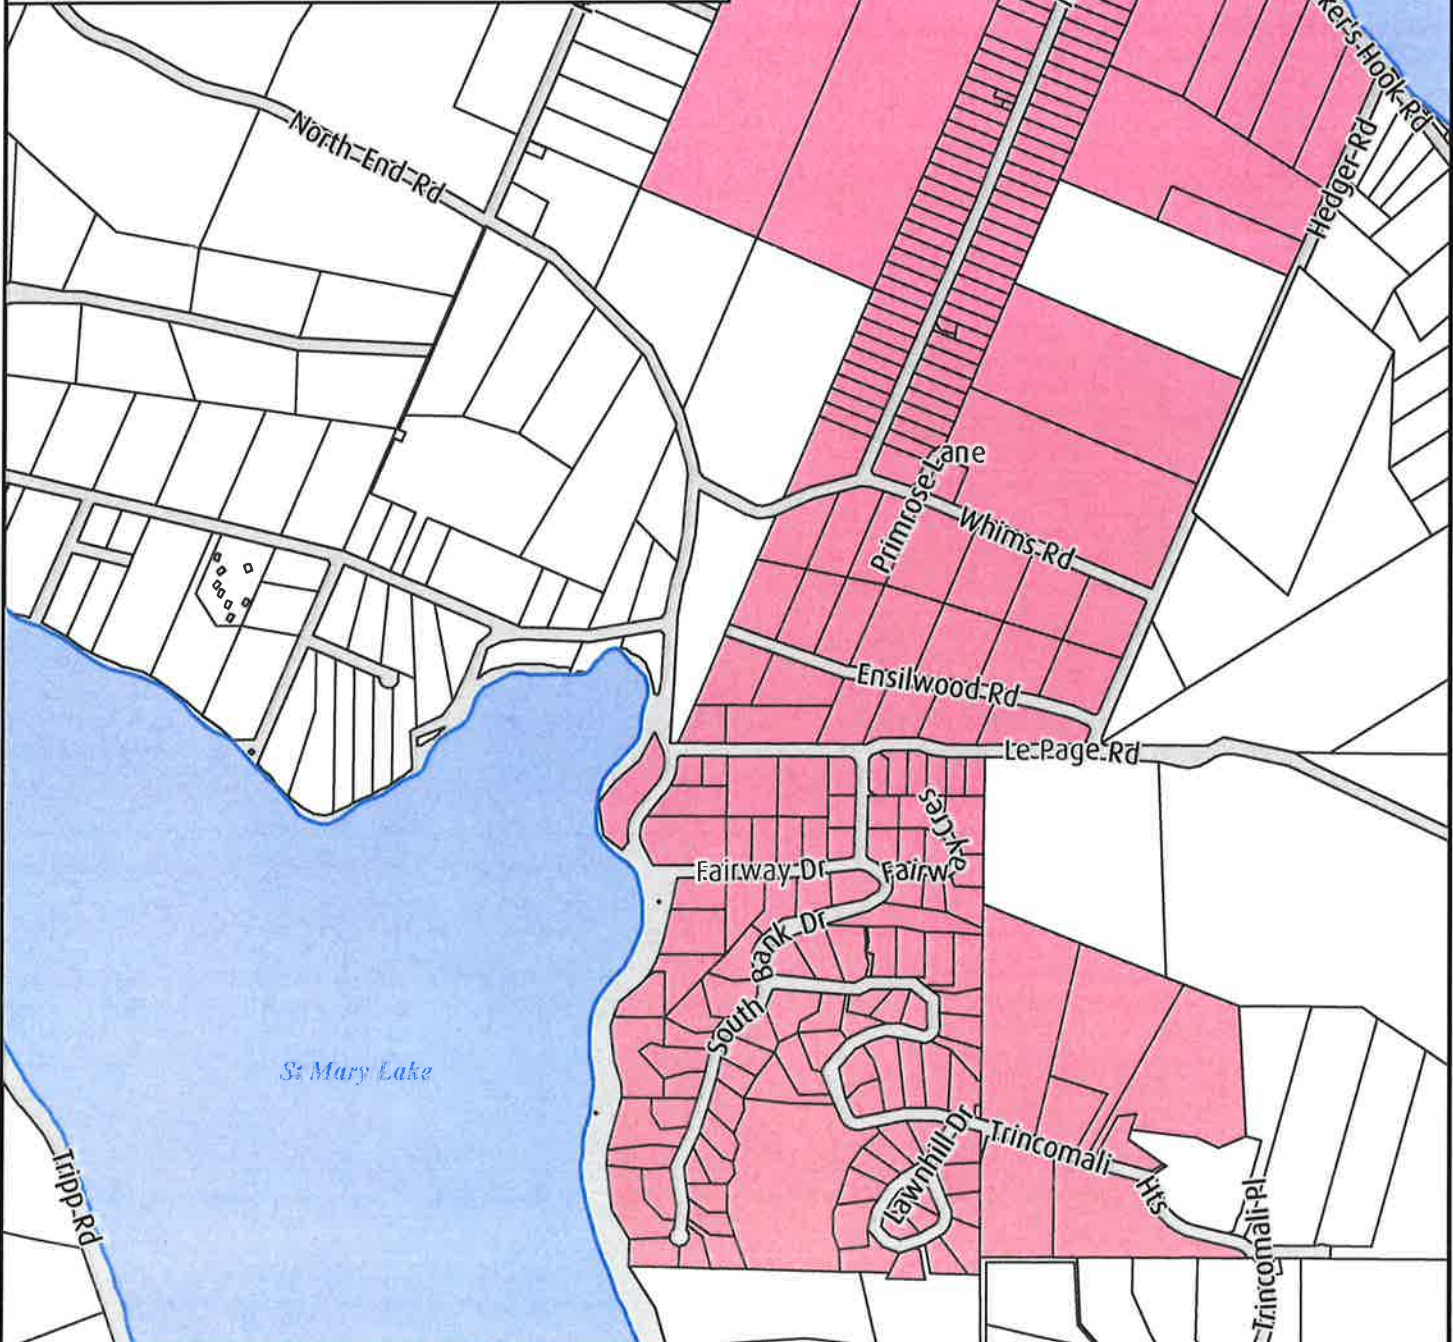 ker's-Hook-Rd
North-End-Rd
Hedger-Rd
Primrose-Lane
Whims-Rd
Ensilwood-Rd
Le-Page-Rd
Fairway-Cres
Fairway-Dr
South-Bank-Dr
St Mary Lake
Lawnhill-Dr
Trincomali
Hts
Tripp-Rd
Trincomali-Pl